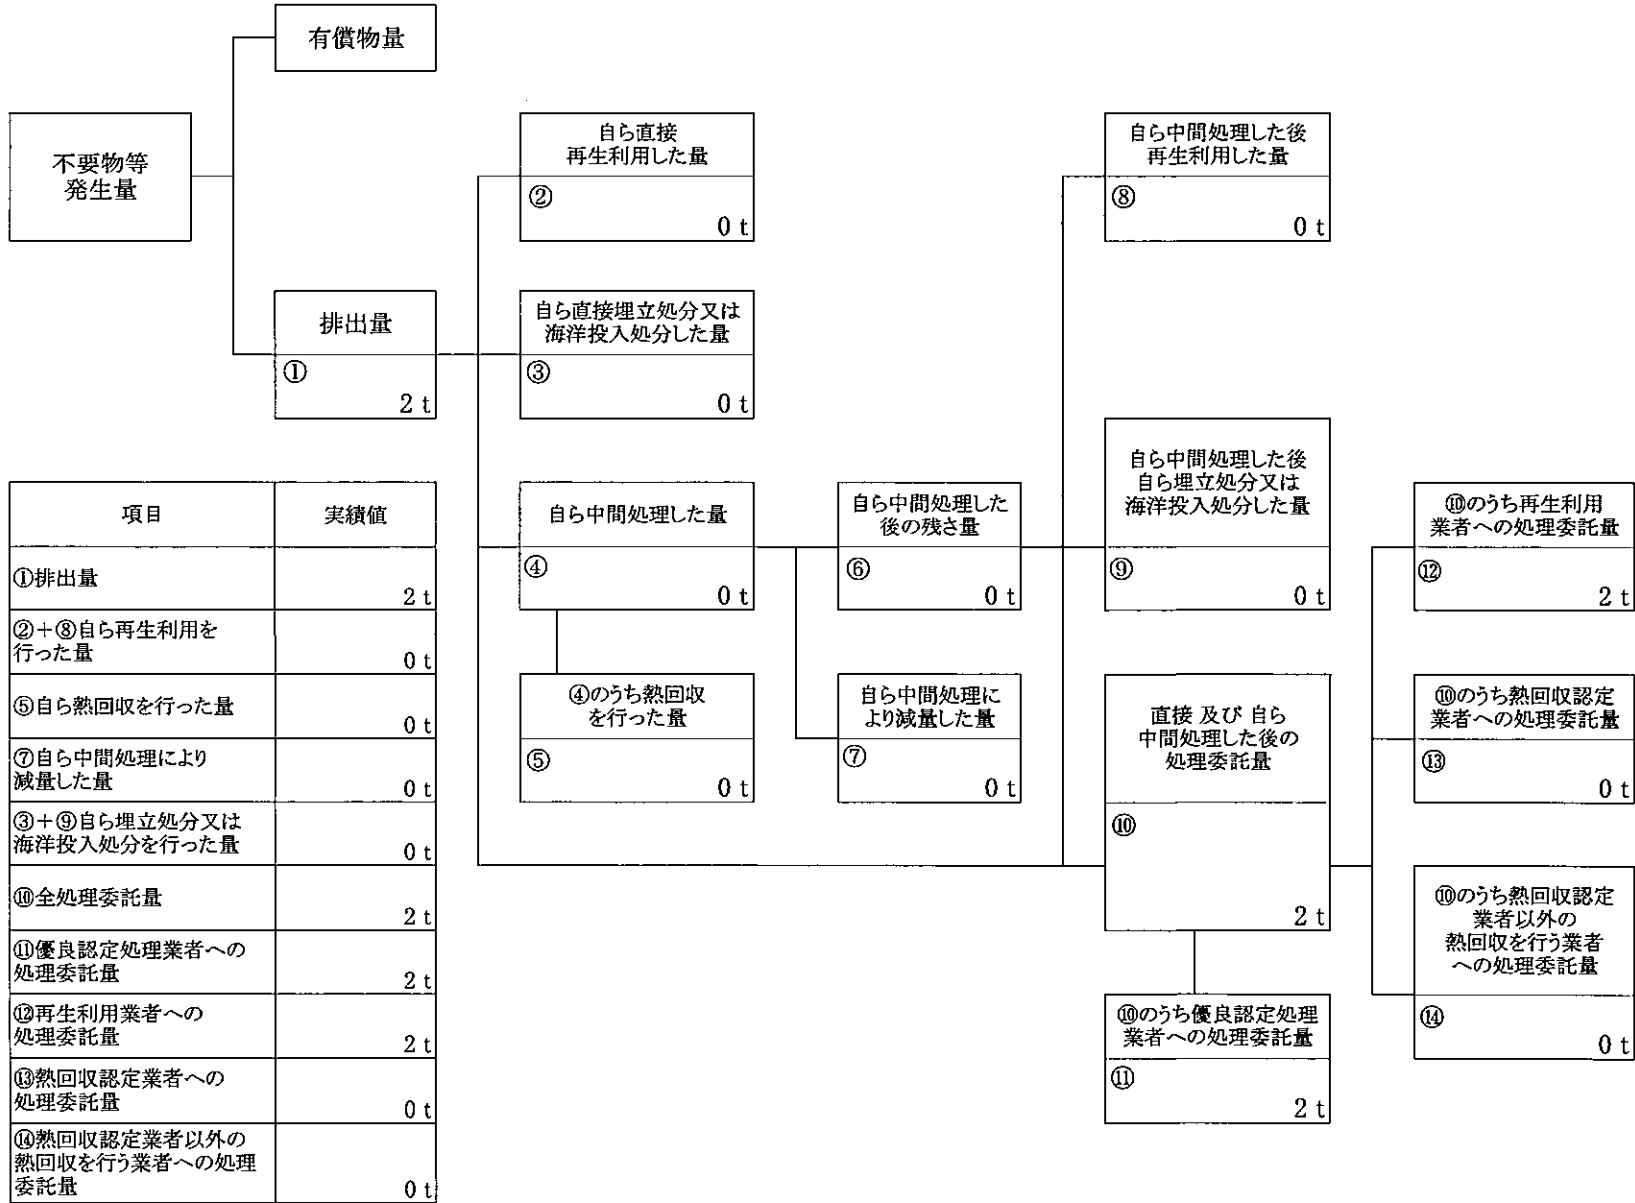 有償物量
不要物等
発生量
自ら直接
再生利用した量
②
0 t
自ら中間処理した後
再生利用した量
⑧
0 t
排出量
①
2 t
自ら直接埋立処分又は
海洋投入処分した量
③
0 t
自ら中間処理した量
④
0 t
自ら中間処理した
後の残さ量
⑥
0 t
自ら中間処理した後
自ら埋立処分又は
海洋投入処分した量
⑨
0 t
⑩のうち再生利用
業者への処理委託量
⑫
2 t
④のうち熱回収
を行った量
⑤
0 t
自ら中間処理に
より減量した量
⑦
0 t
直接 及び 自ら
中間処理した後の
処理委託量
⑩
2 t
⑩のうち熱回収認定
業者への処理委託量
⑬
0 t
⑩のうち熱回収認定
業者以外の
熱回収を行う業者
への処理委託量
⑭
0 t
⑩のうち優良認定処理
業者への処理委託量
⑪
2 t
項目 実績値
①排出量
2 t
②+⑧自ら再生利用を
行った量
0 t
⑤自ら熱回収を行った量
0 t
⑦自ら中間処理により
減量した量
0 t
③+⑨自ら埋立処分又は
海洋投入処分を行った量
0 t
⑩全処理委託量
2 t
⑪優良認定処理業者への
処理委託量
2 t
⑫再生利用業者への
処理委託量
2 t
⑬熱回収認定業者への
処理委託量
0 t
⑭熱回収認定業者以外の
熱回収を行う業者への処理
委託量
0 t